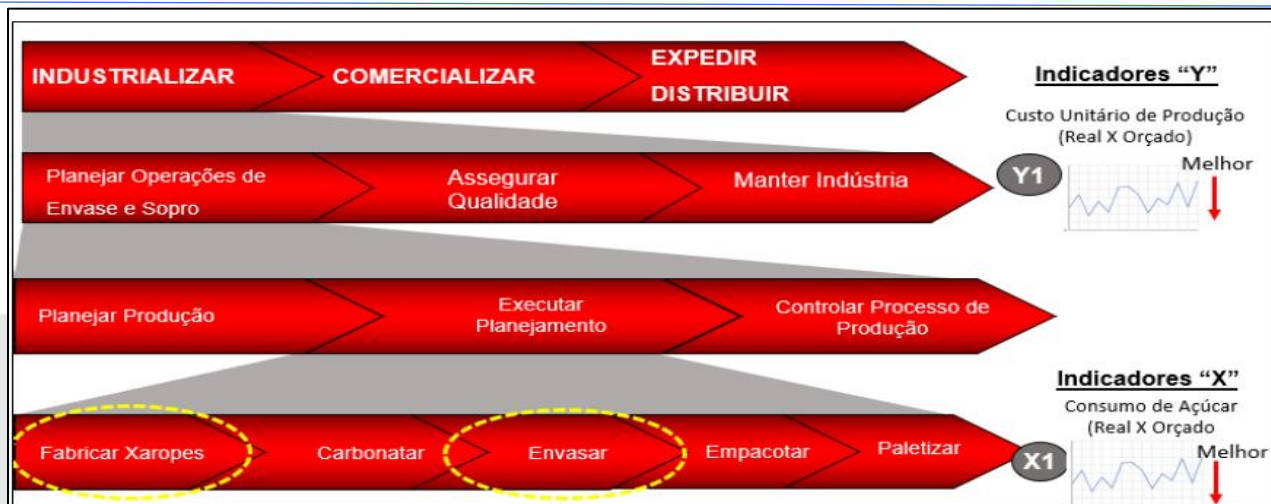 INDUSTRIALIZAR
COMERCIALIZAR
EXPEDIR
DISTRIBUIR
Indicadores “Y”
Custo Unitário de Produção
(Real X Orçado)
Y1
Melhor
Planejar Operações de
Envase e Sopro
Assegurar
Qualidade
Manter Indústria
Planejar Produção
Executar
Planejamento
Controlar Processo de
Produção
Indicadores “X”
Consumo de Açúcar
(Real X Orçado
X1
Melhor
Fabricar Xaropes
Carbonatar
Envasar
Empacotar
Paletizar